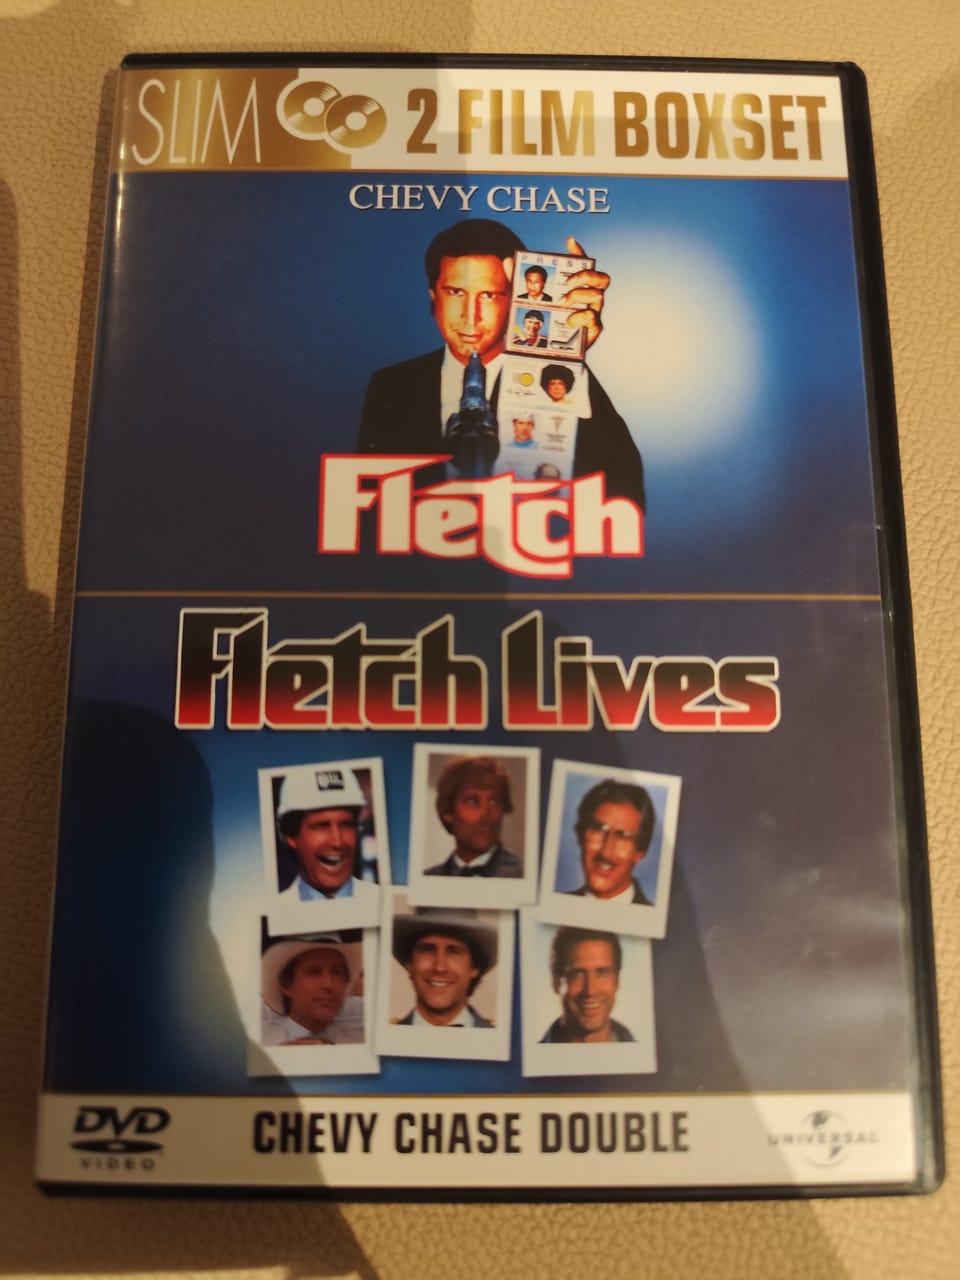 SLIM 2 FILM BOXSET
CHEVY CHASE
PRESS
Fletch
Fletch Lives
DVD VIDEO
CHEVY CHASE DOUBLE
UNIVERSAL